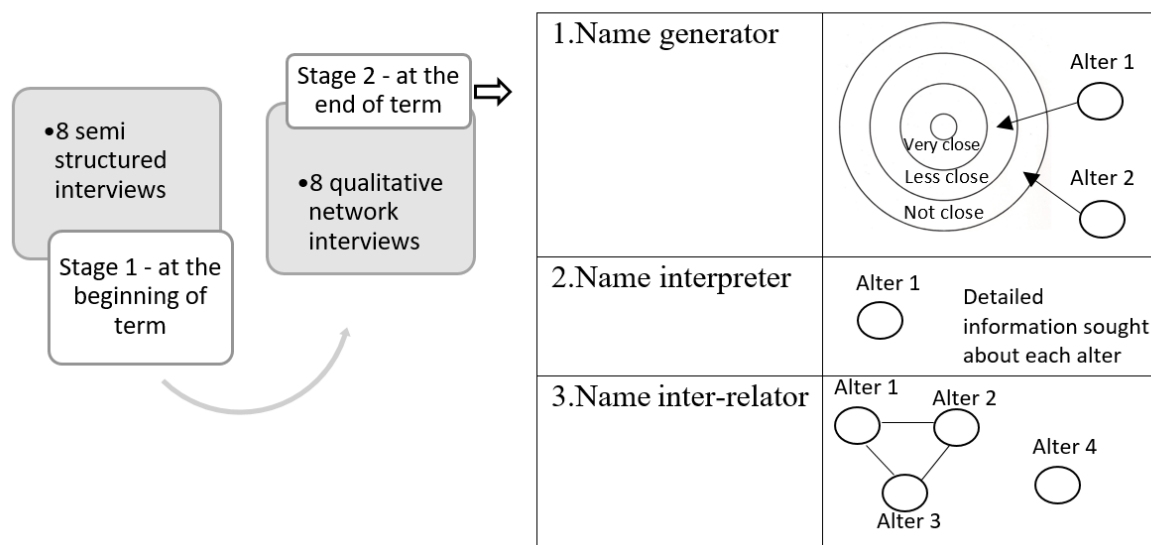 •8 semi
structured
interviews
Stage 1 - at the
beginning of
term
Stage 2 - at the
end of term
•8 qualitative
network
interviews
1.Name generator
Very close
Less close
Not close
Alter 1
Alter 2
2.Name interpreter
Alter 1
Detailed
information sought
about each alter
3.Name inter-relator
Alter 1
Alter 2
Alter 3
Alter 4